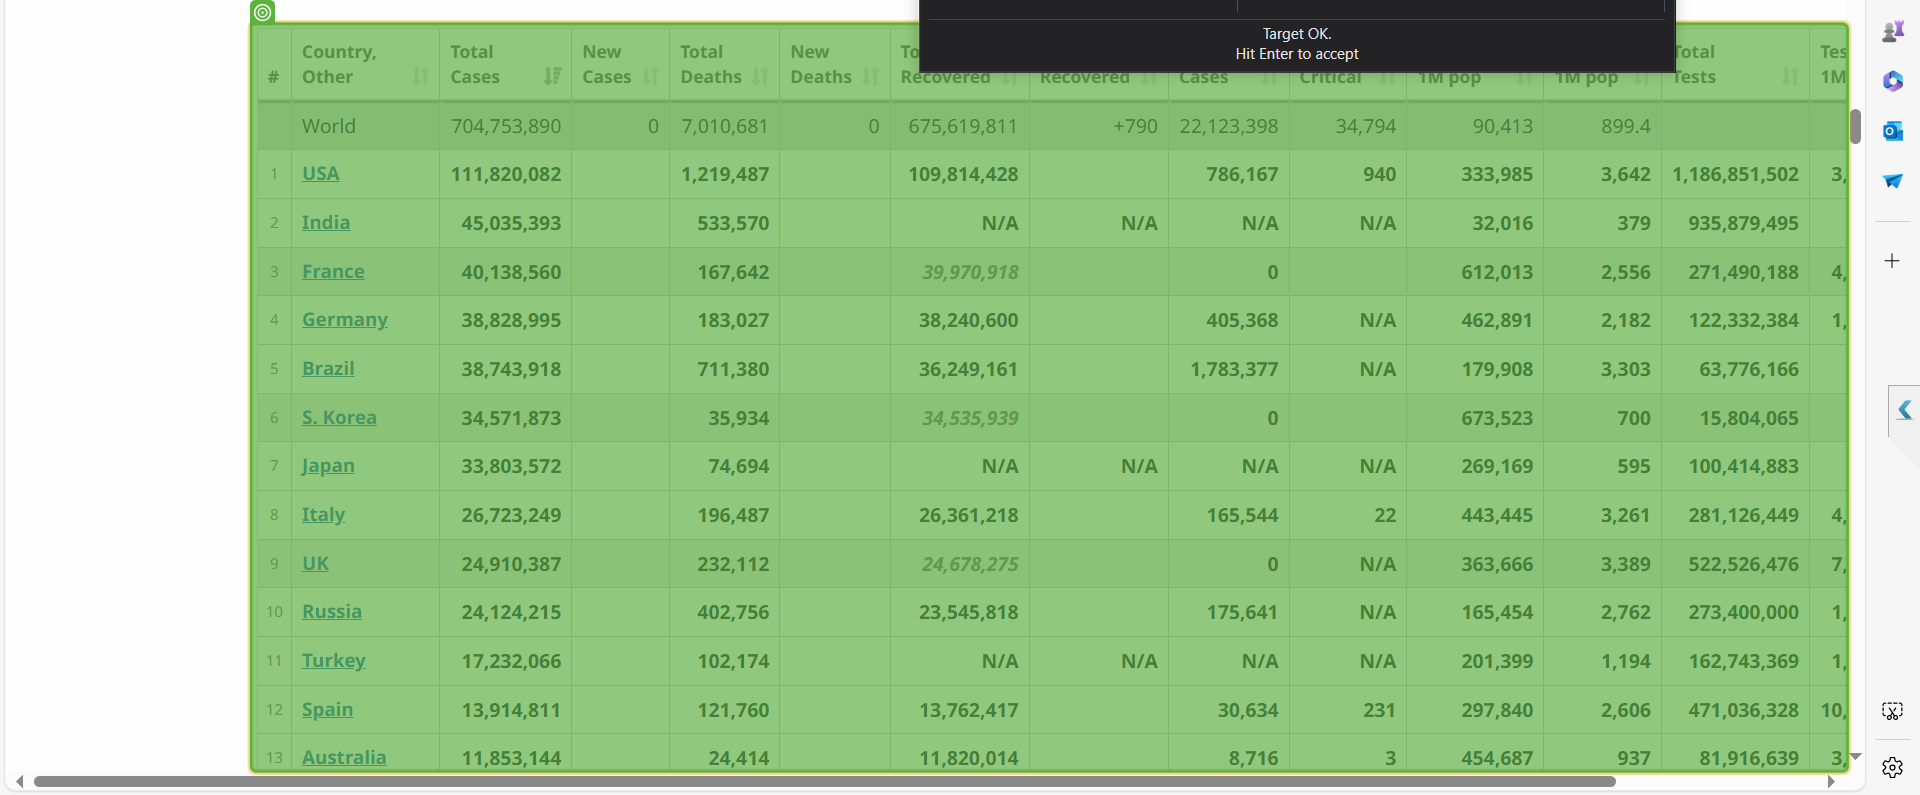 Target OK.
Hit Enter to accept
# Country, Other Total Cases New Cases Total Deaths New Deaths Recovered Recovered Cases Critical 1M pop 1M pop Tests
World 704,753,890 0 7,010,681 0 675,619,811 +790 22,123,398 34,794 90,413 899.4
1 USA 111,820,082 1,219,487 109,814,428 786,167 940 333,985 3,642 1,186,851,502 3,
2 India 45,035,393 533,570 N/A N/A N/A N/A 32,016 379 935,879,495
3 France 40,138,560 167,642 39,970,918 0 612,013 2,556 271,490,188 4,
4 Germany 38,828,995 183,027 38,240,600 405,368 N/A 462,891 2,182 122,332,384 1,
5 Brazil 38,743,918 711,380 36,249,161 1,783,377 N/A 179,908 3,303 63,776,166
6 S. Korea 34,571,873 35,934 34,535,939 0 673,523 700 15,804,065
7 Japan 33,803,572 74,694 N/A N/A N/A N/A 269,169 595 100,414,883
8 Italy 26,723,249 196,487 26,361,218 165,544 22 443,445 3,261 281,126,449 4,
9 UK 24,910,387 232,112 24,678,275 0 N/A 363,666 3,389 522,526,476 7,
10 Russia 24,124,215 402,756 23,545,818 175,641 N/A 165,454 2,762 273,400,000 1,
11 Turkey 17,232,066 102,174 N/A N/A N/A N/A 201,399 1,194 162,743,369 1,
12 Spain 13,914,811 121,760 13,762,417 30,634 231 297,840 2,606 471,036,328 10,
13 Australia 11,853,144 24,414 11,820,014 8,716 3 454,687 937 81,916,639 3,